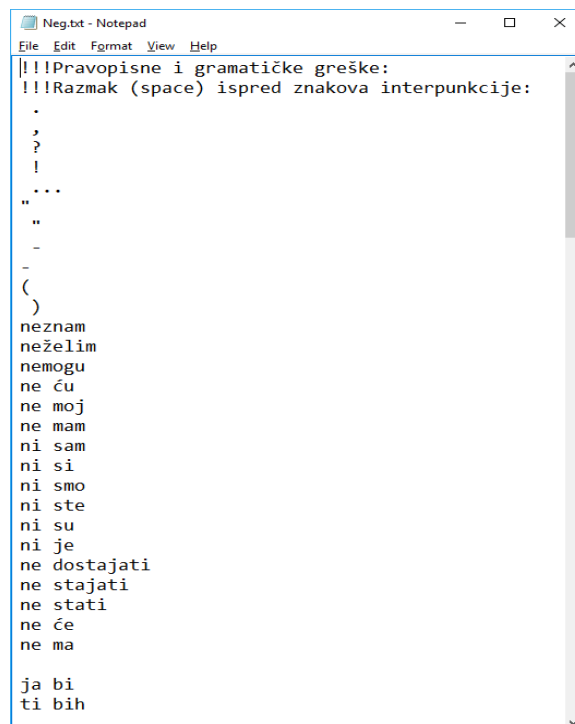 Neg.txt - Notepad
File Edit Format View Help
!!!Pravopisne i gramatičke greške:
!!!Razmak (space) ispred znakova interpunkcije:
 .
 ,
 ?
 !
 ...
"
 "
 -
-
(
 )
neznam
neželim
nemogu
ne ću
ne moj
ne mam
ni sam
ni si
ni smo
ni ste
ni su
ni je
ne dostajati
ne stajati
ne stati
ne će
ne ma

ja bi
ti bih